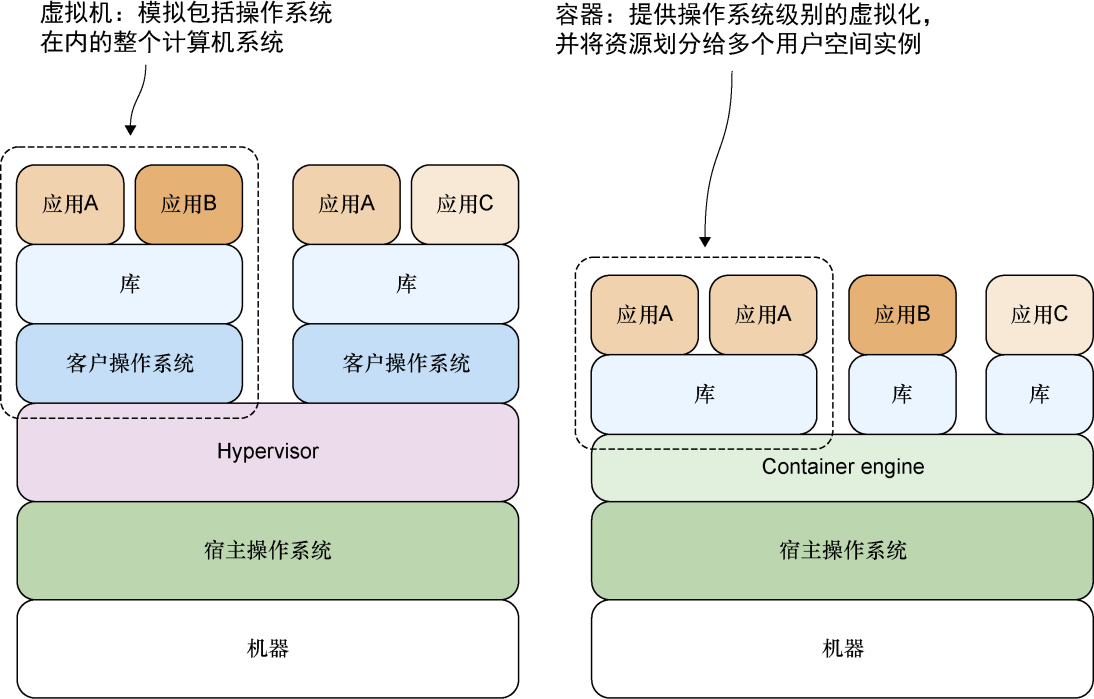 虚拟机：模拟包括操作系统
在内的整个计算机系统
应用A
应用B
应用A
应用C
库
库
客户操作系统
客户操作系统
Hypervisor
宿主操作系统
机器
容器：提供操作系统级别的虚拟化，
并将资源划分给多个用户空间实例
应用A
应用A
应用B
应用C
库
库
库
Container engine
宿主操作系统
机器